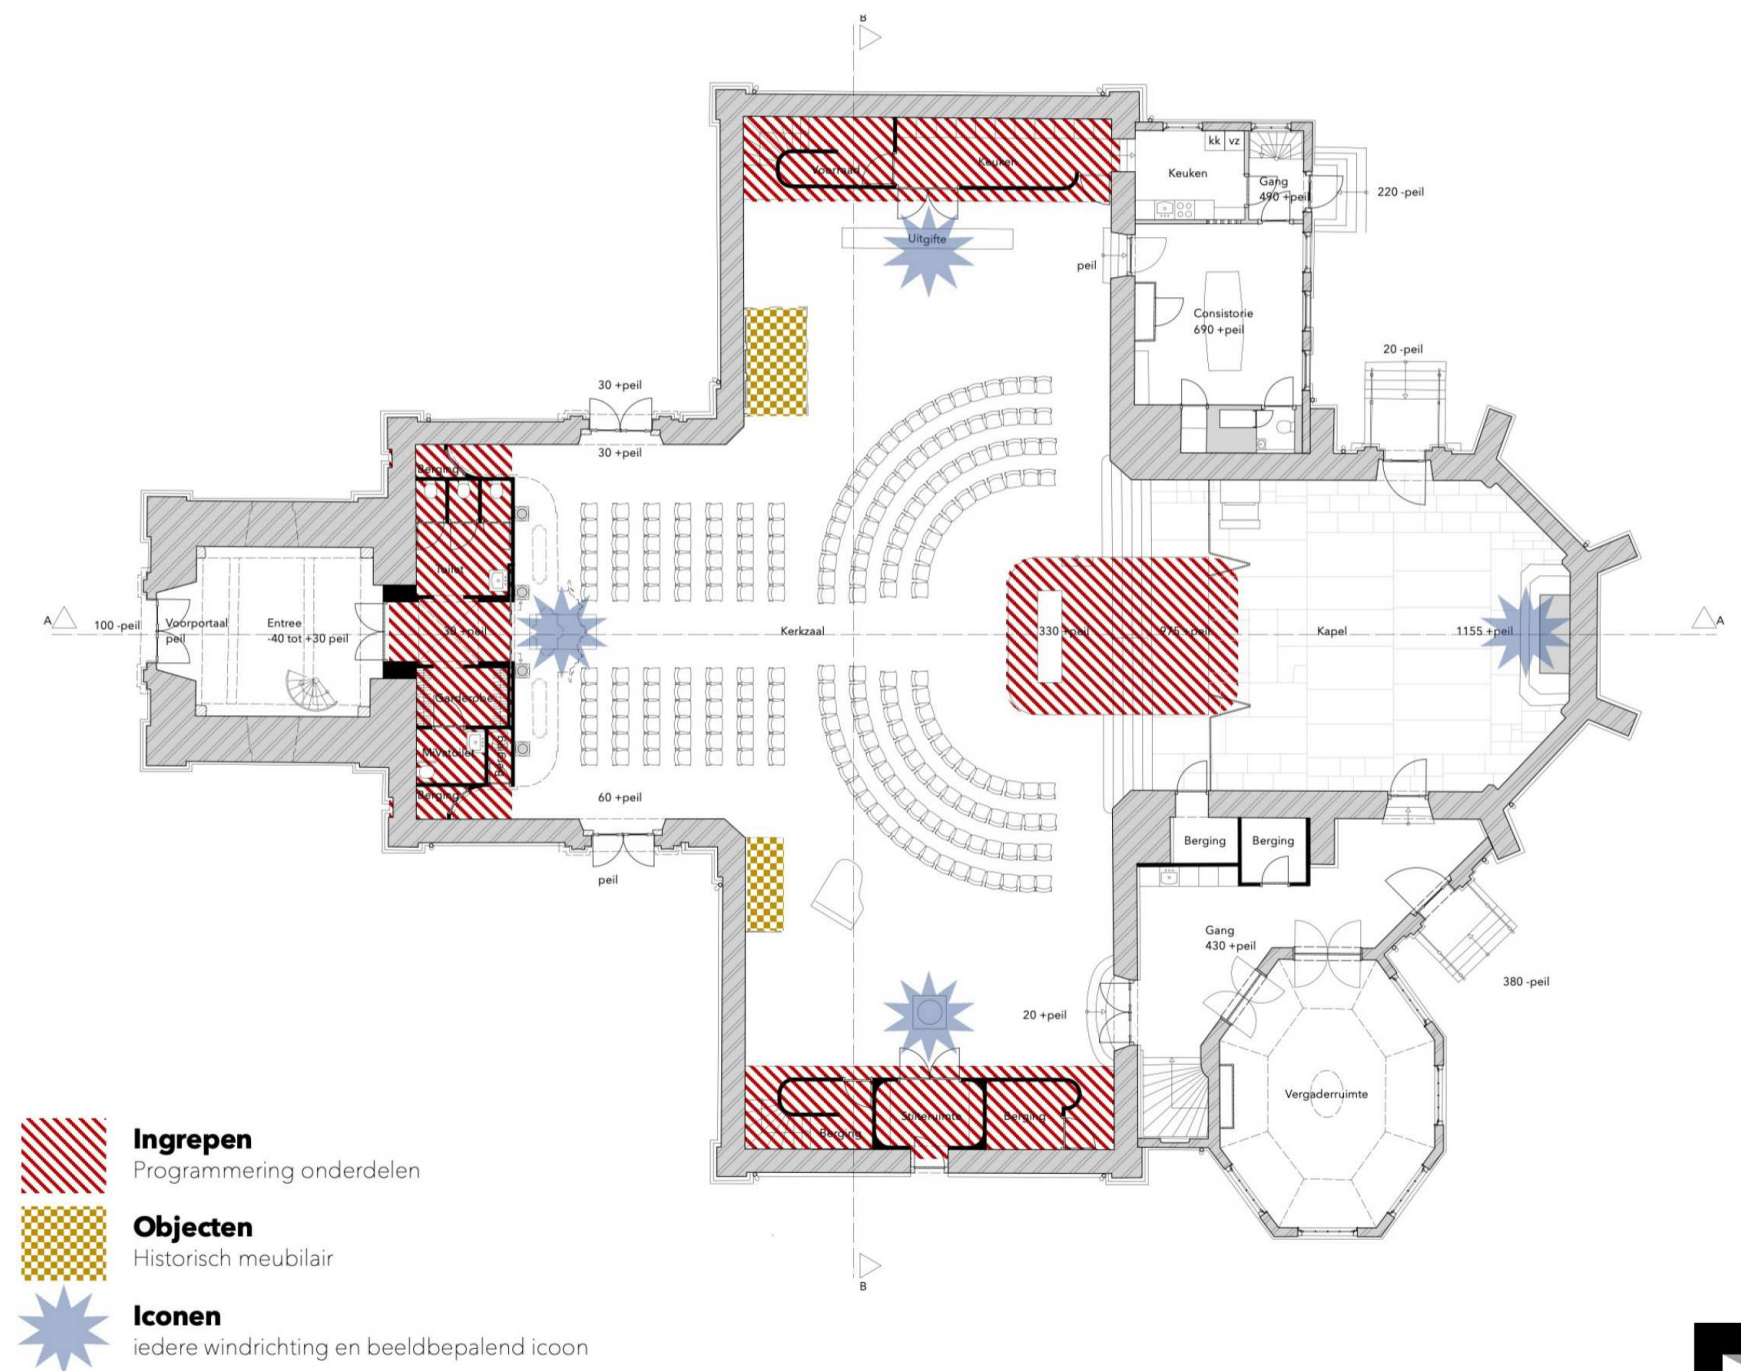 B
Voorraad
Keuken
Keuken
kk
vz
Gang
490 +peil
220 -peil
Uitgifte
peil
Consistorie
690 +peil
20 -peil
30 +peil
30 +peil
Berging
Toilet
A
100 -peil
Voorportaal
peil
Entree
-40 tot +30 peil
30 +peil
Kerkzaal
330 +peil
975 +peil
Kapel
1155 +peil
A
Garderobe
MIVatoilet
Berging
Berging
60 +peil
peil
Berging
Berging
Gang
430 +peil
380 -peil
20 +peil
Vergaderruimte
Berging
Stilteruimte
Berging
B
Ingrepen
Programmering onderdelen
Objecten
Historisch meubilair
Iconen
iedere windrichting en beeldbepalend icoon